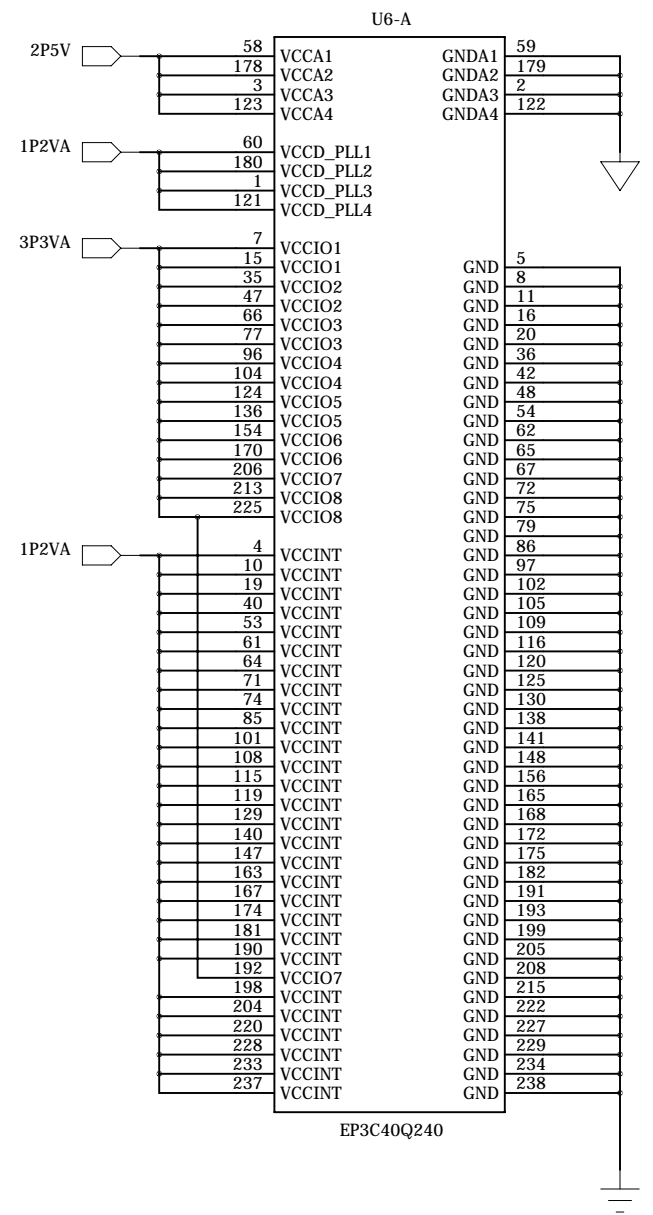 U6-A
2P5V 58 VCCA1 GNDA1 59
178 VCCA2 GNDA2 179
3 VCCA3 GNDA3 2
123 VCCA4 GNDA4 122
1P2VA 60 VCCD_PLL1
180 VCCD_PLL2
1 VCCD_PLL3
121 VCCD_PLL4
3P3VA 7 VCCIO1
15 VCCIO1 GND 5
35 VCCIO2 GND 8
47 VCCIO2 GND 11
66 VCCIO3 GND 16
77 VCCIO3 GND 20
96 VCCIO4 GND 36
104 VCCIO4 GND 42
124 VCCIO5 GND 48
136 VCCIO5 GND 54
154 VCCIO6 GND 62
170 VCCIO6 GND 65
206 VCCIO7 GND 67
213 VCCIO8 GND 72
225 VCCIO8 GND 75
GND 79
1P2VA 4 VCCINT GND 86
10 VCCINT GND 97
19 VCCINT GND 102
40 VCCINT GND 105
53 VCCINT GND 109
61 VCCINT GND 116
64 VCCINT GND 120
71 VCCINT GND 125
74 VCCINT GND 130
85 VCCINT GND 138
101 VCCINT GND 141
108 VCCINT GND 148
115 VCCINT GND 156
119 VCCINT GND 165
129 VCCINT GND 168
140 VCCINT GND 172
147 VCCINT GND 175
163 VCCINT GND 182
167 VCCINT GND 191
174 VCCINT GND 193
181 VCCINT GND 199
190 VCCINT GND 205
192 VCCIO7 GND 208
198 VCCINT GND 215
204 VCCINT GND 222
220 VCCINT GND 227
228 VCCINT GND 229
233 VCCINT GND 234
237 VCCINT GND 238
EP3C40Q240